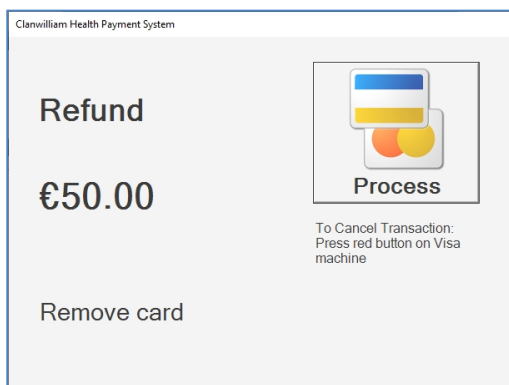 Clanwilliam Health Payment System
Refund
€50.00
Remove card
Process
To Cancel Transaction:
Press red button on Visa
machine